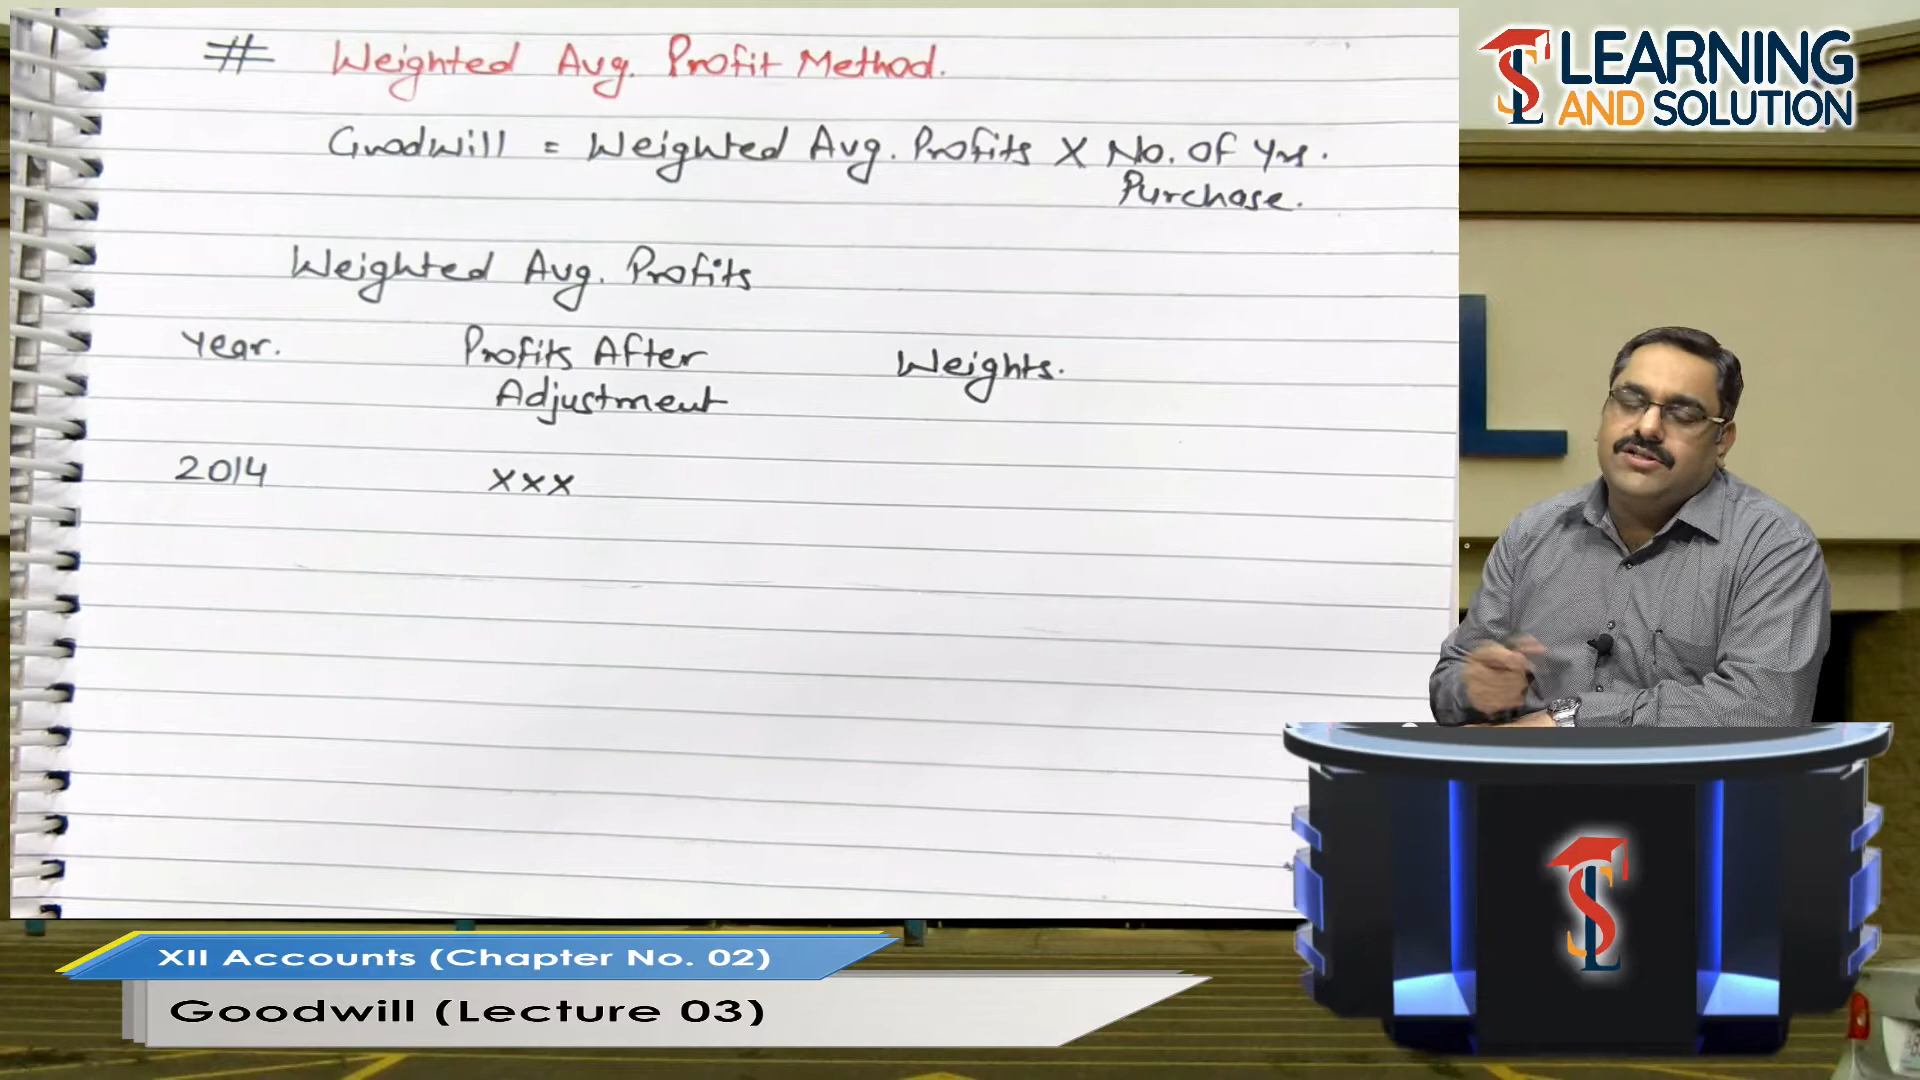 # Weighted Avg. Profit Method.
Goodwill = Weighted Avg. Profits X No. of Yrs.
Purchase.
Weighted Avg. Profits
Year. Profits After Weights.
Adjustment
2014 xxx
LEARNING
AND SOLUTION
XII Accounts (Chapter No. 02)
Goodwill (Lecture 03)